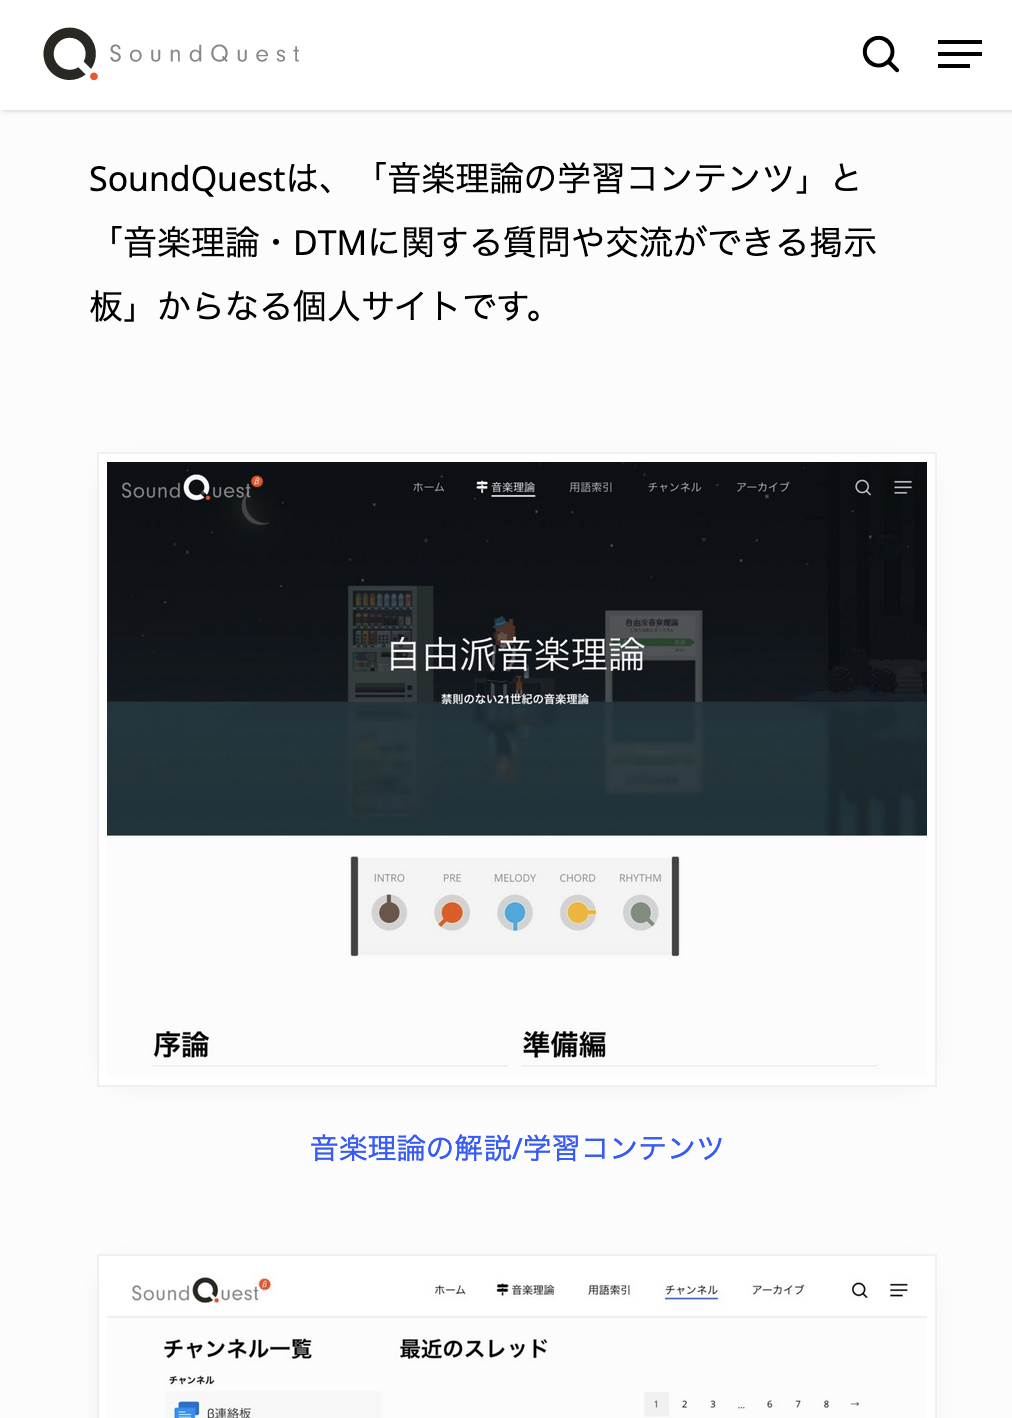 SoundQuest
SoundQuestは、「音楽理論の学習コンテンツ」と
「音楽理論・DTMに関する質問や交流ができる掲示
板」からなる個人サイトです。
SoundQuest β
ホーム 音楽理論 用語索引 チャンネル アーカイブ
自由派音楽理論
自由派音楽理論
禁則のない21世紀の音楽理論
INTRO PRE MELODY CHORD RHYTHM
序論 準備編
音楽理論の解説/学習コンテンツ
SoundQuest β
ホーム 音楽理論 用語索引 チャンネル アーカイブ
チャンネル一覧 最近のスレッド
チャンネル
1 2 3 ... 6 7 8 →
β連絡板